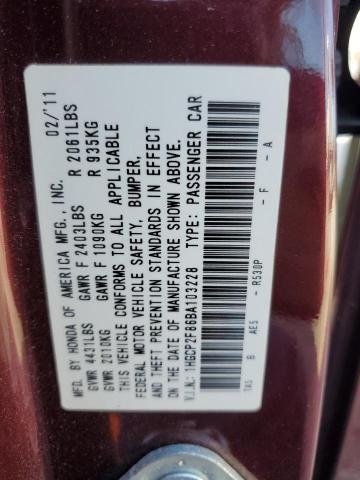 MFD. BY HONDA OF AMERICA MFG., INC. 02/'11
GVWR 4431LBS GAWR F 2403LBS R 2061LBS
GVWR 2010KG GAWR F 1090KG R 935KG
THIS VEHICLE CONFORMS TO ALL APPLICABLE
FEDERAL MOTOR VEHICLE SAFETY, BUMPER,
AND THEFT PREVENTION STANDARDS IN EFFECT
ON THE DATE OF MANUFACTURE SHOWN ABOVE.
V.I.N.: 1HGCP2F86BA103228 TYPE: PASSENGER CAR
TA5 B AE5 - R530P - F - A